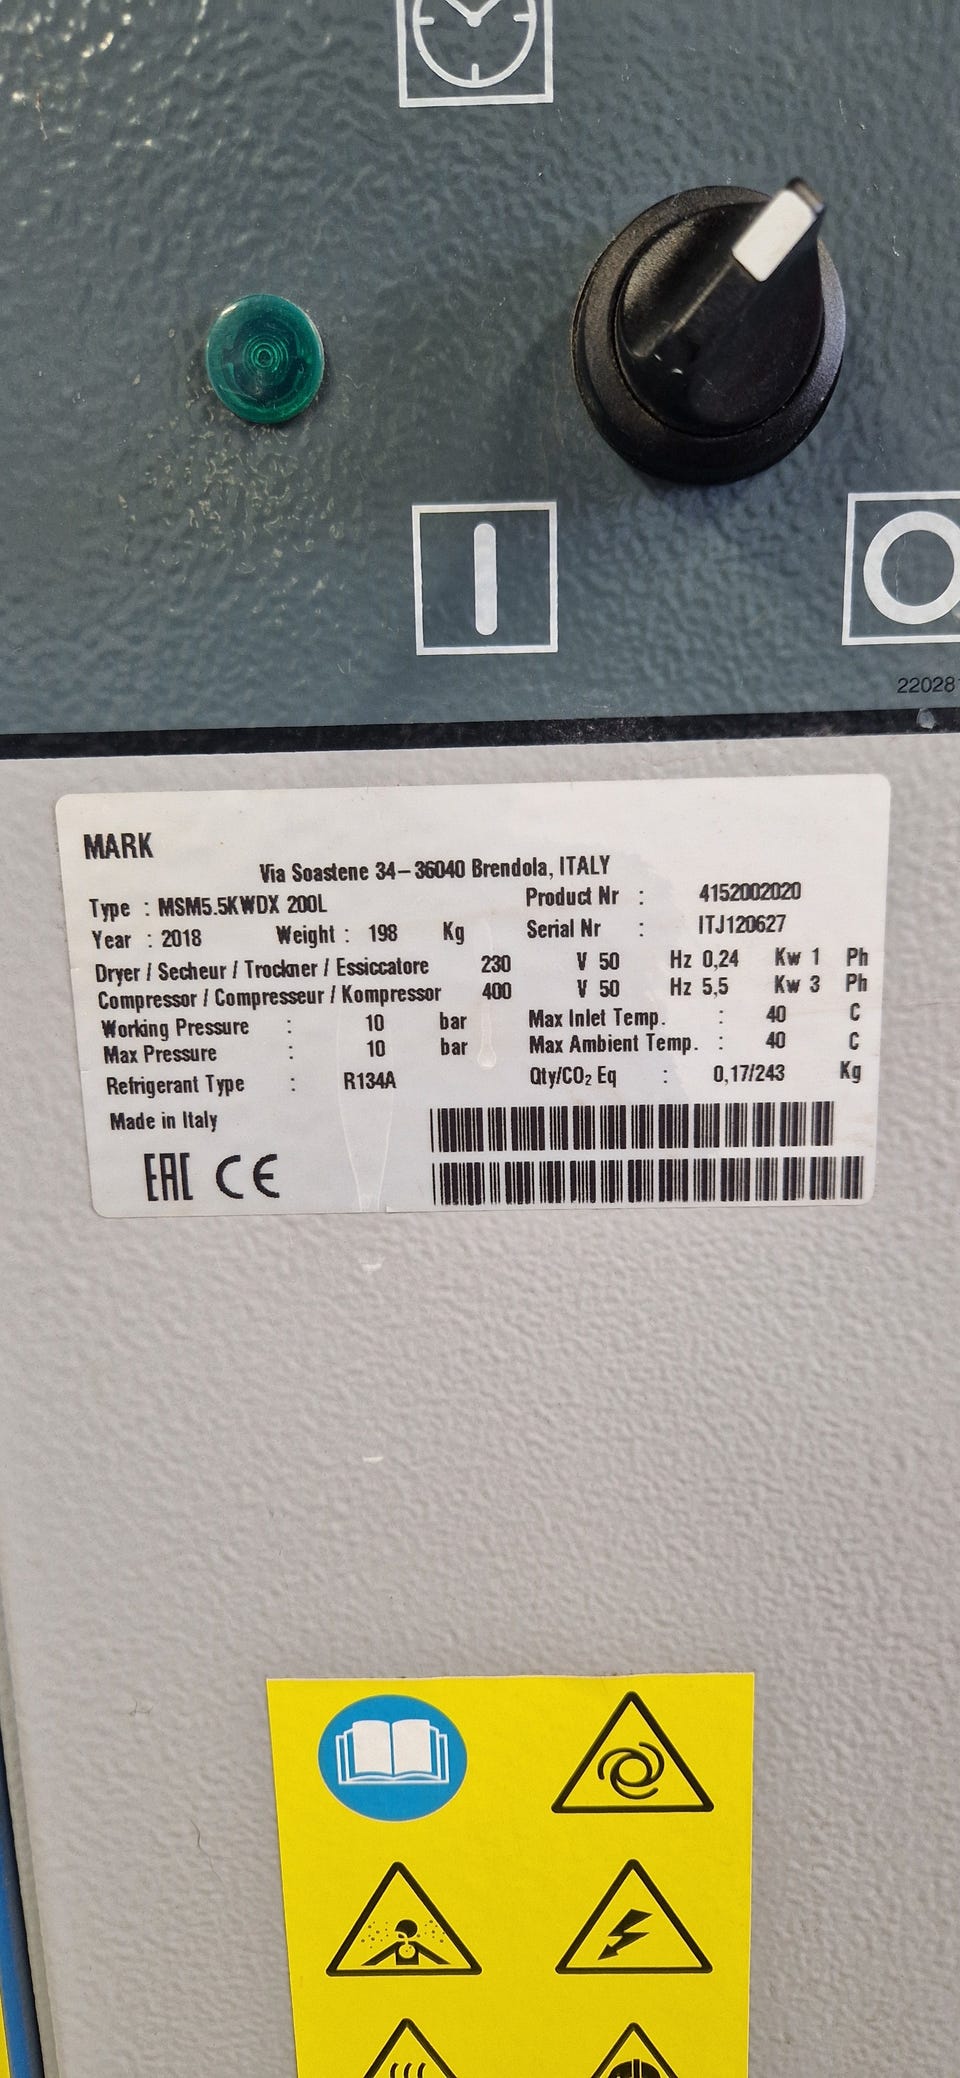 220281
MARK
Via Soastene 34-36040 Brendola, ITALY
Type : MSM5.5KWDX 200L Product Nr : 4152002020
Year : 2018 Weight : 198 Kg Serial Nr : ITJ120627
Dryer / Secheur / Trockner / Essiccatore 230 V 50 Hz 0,24 Kw 1 Ph
Compressor / Compresseur / Kompressor 400 V 50 Hz 5,5 Kw 3 Ph
Working Pressure : 10 bar Max Inlet Temp. : 40 C
Max Pressure : 10 bar Max Ambient Temp. : 40 C
Refrigerant Type : R134A Qty/CO₂ Eq : 0,17/243 Kg
Made in Italy
EAC CE